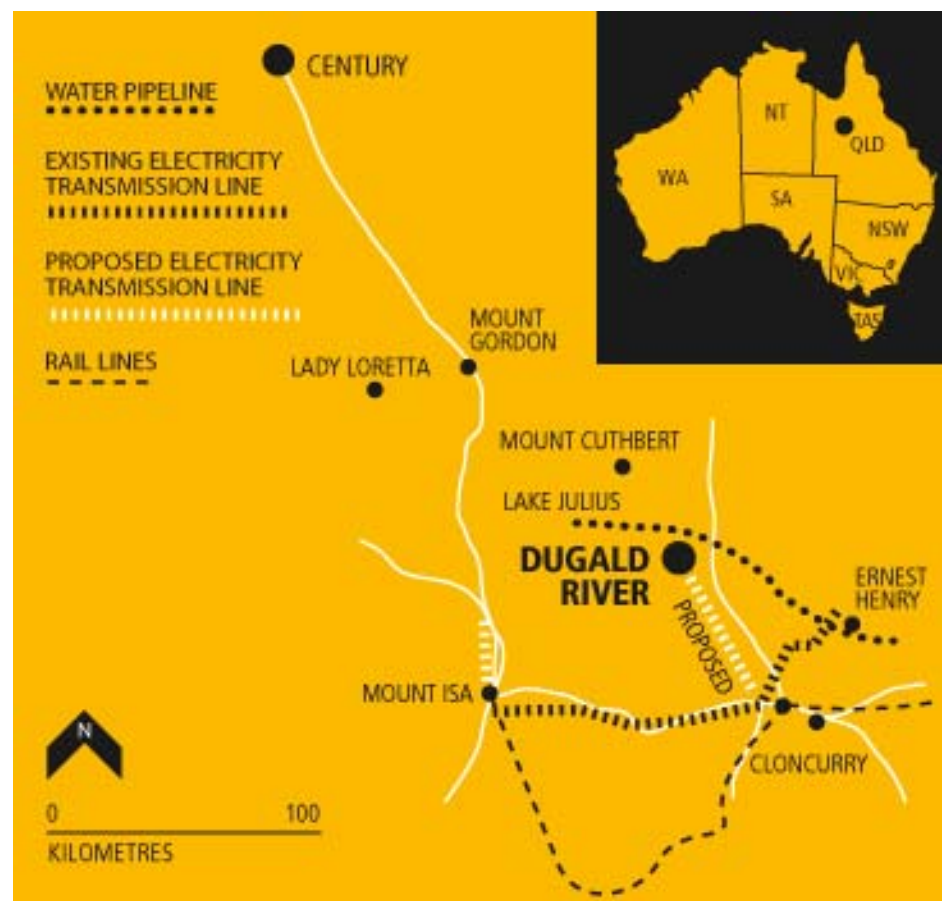 CENTURY
WATER PIPELINE
EXISTING ELECTRICITY
TRANSMISSION LINE
PROPOSED ELECTRICITY
TRANSMISSION LINE
RAIL LINES
NT
QLD
WA
SA
NSW
VIC
TAS
MOUNT
GORDON
LADY LORETTA
MOUNT CUTHBERT
LAKE JULIUS
DUGALD
RIVER
ERNEST
HENRY
PROPOSED
MOUNT ISA
CLONCURRY
N
0 100
KILOMETRES